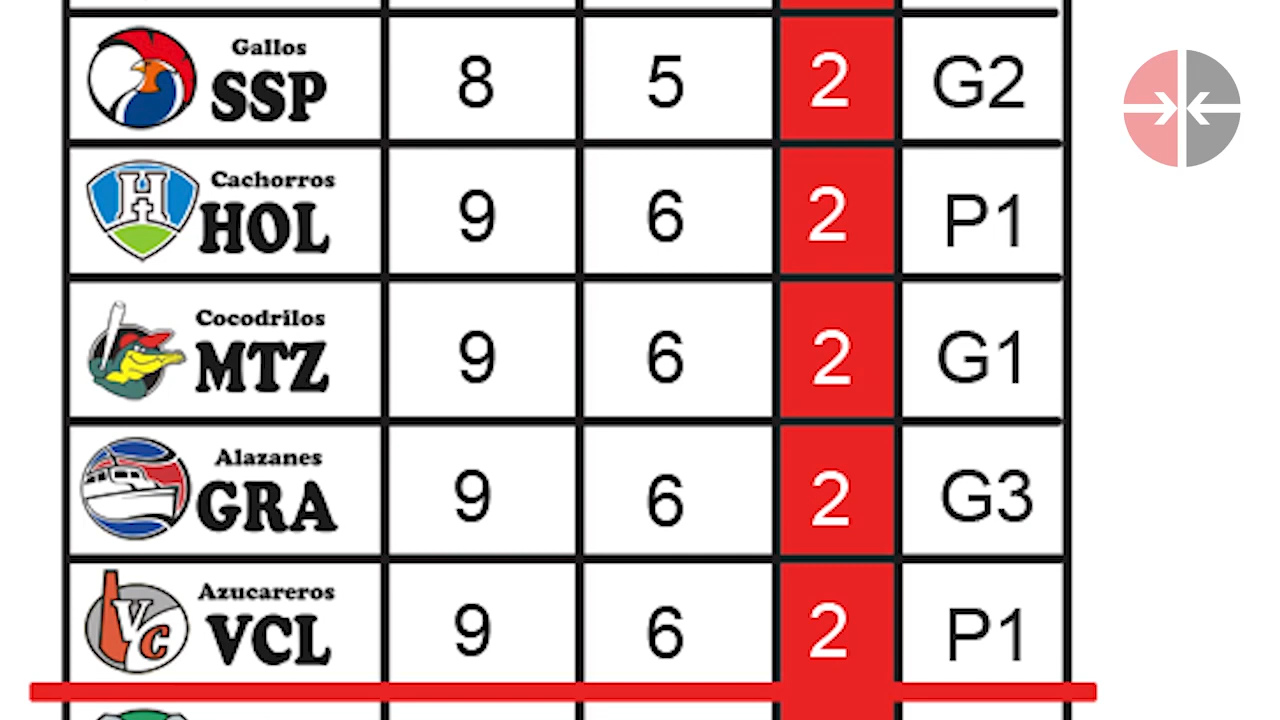 Gallos
SSP 8 5 2 G2
Cachorros
H
HOL 9 6 2 P1
Cocodrilos
MTZ 9 6 2 G1
Alazanes
GRA 9 6 2 G3
Azucareros
VC
VCL 9 6 2 P1